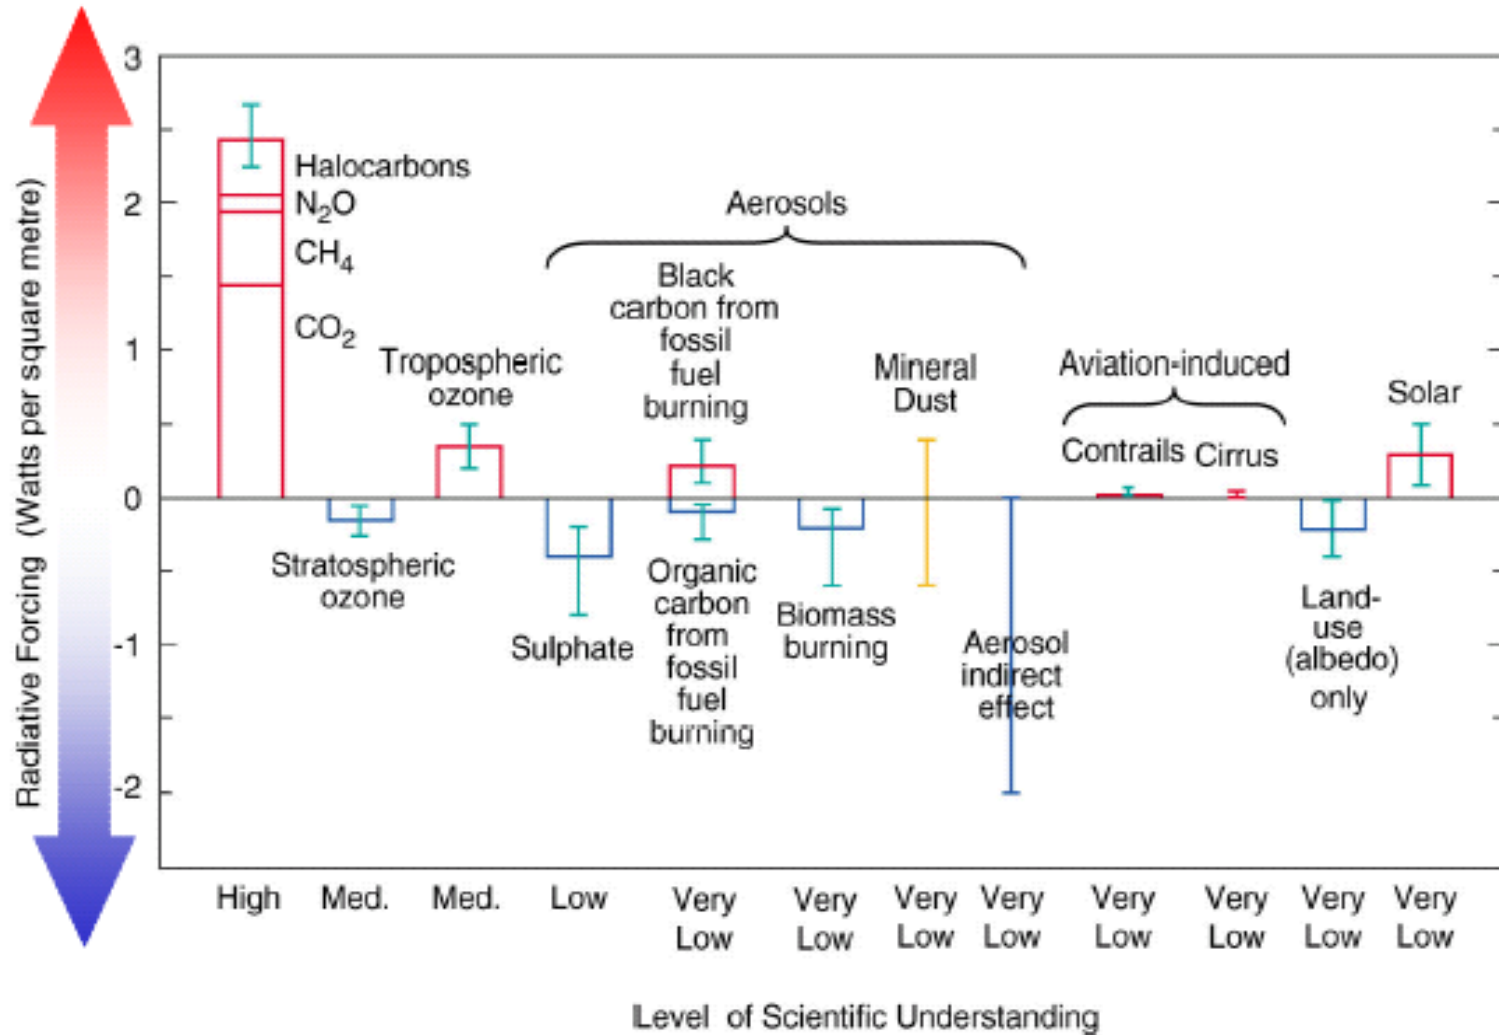 Radiative Forcing (Watts per square metre)
3
2
1
0
-1
-2
Halocarbons
N₂O
CH₄
CO₂
Stratospheric
ozone
Tropospheric
ozone
Aerosols
Sulphate
Black
carbon from
fossil
fuel
burning
Organic
carbon
from
fossil
fuel
burning
Biomass
burning
Mineral
Dust
Aerosol
indirect
effect
Aviation-induced
Contrails
Cirrus
Land-
use
(albedo)
only
Solar
High
Med.
Med.
Low
Very
Low
Very
Low
Very
Low
Very
Low
Very
Low
Very
Low
Very
Low
Very
Low
Level of Scientific Understanding